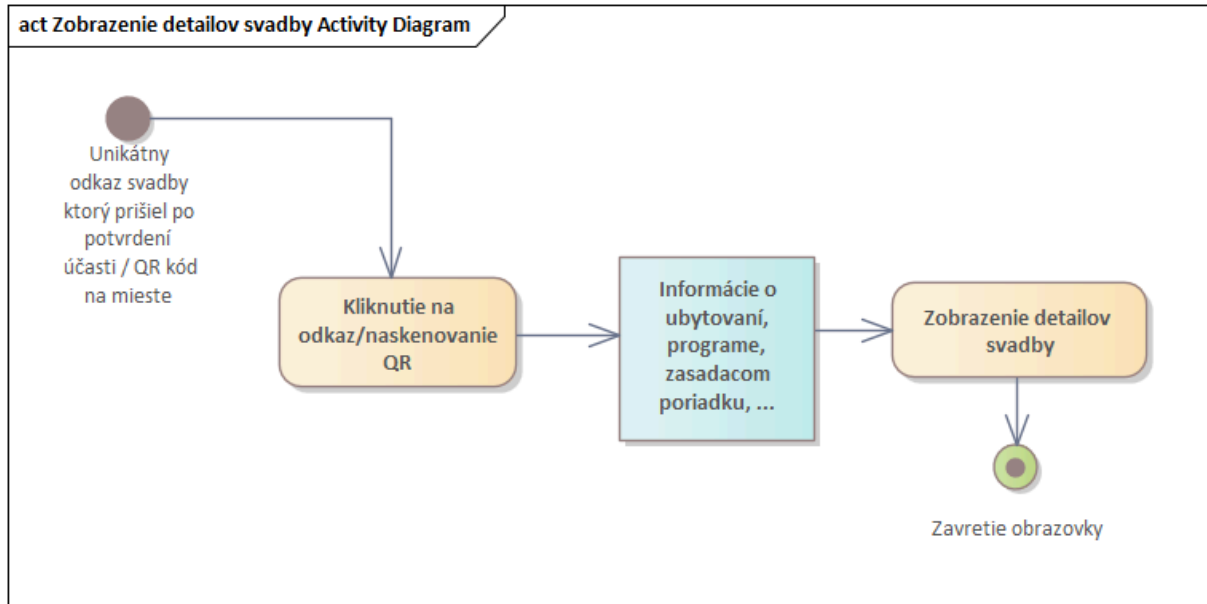 act Zobrazenie detailov svadby Activity Diagram
Unikátny
odkaz svadby
ktorý prišiel po
potvrdení
účasti / QR kód
na mieste
Kliknutie na
odkaz/naskenovanie
QR
Informácie o
ubytovaní,
programe,
zasadacom
poriadku, ...
Zobrazenie detailov
svadby
Zavretie obrazovky